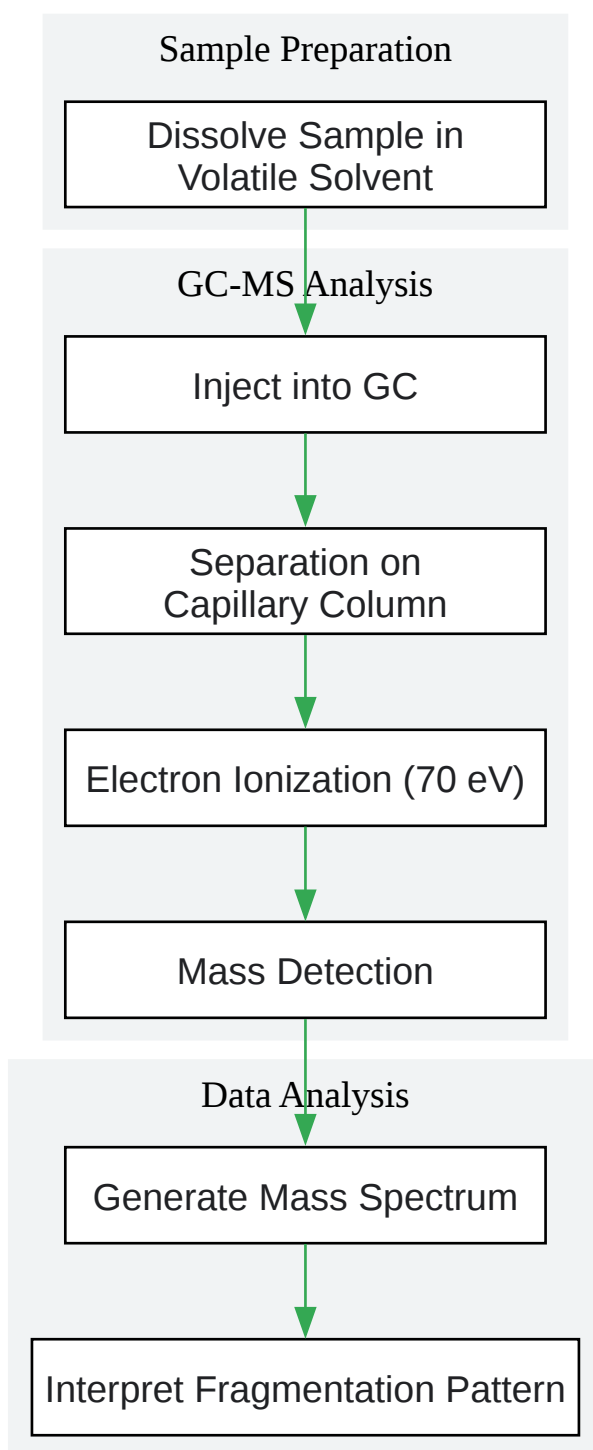 Sample Preparation
Dissolve Sample in
Volatile Solvent
GC-MS Analysis
Inject into GC
Separation on
Capillary Column
Electron Ionization (70 eV)
Mass Detection
Data Analysis
Generate Mass Spectrum
Interpret Fragmentation Pattern